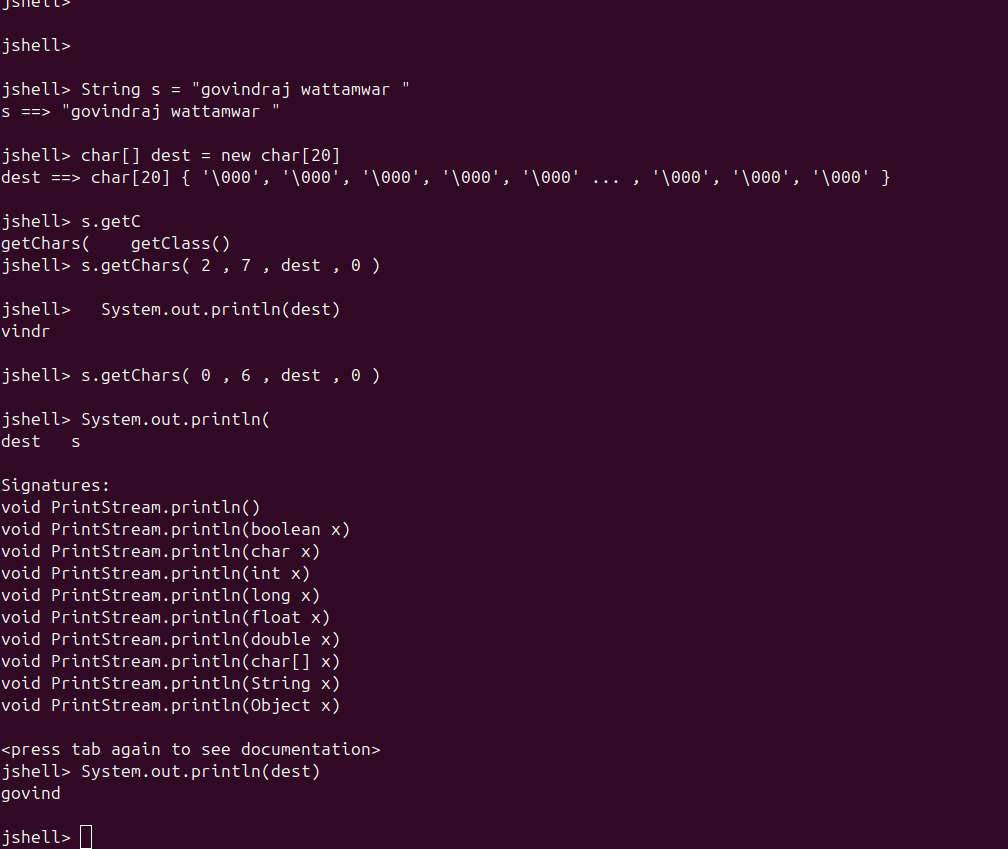 jshell>
jshell>
jshell> String s = "govindraj wattamwar "
s ==> "govindraj wattamwar "
jshell> char[] dest = new char[20]
dest ==> char[20] { '\000', '\000', '\000', '\000', '\000' ... , '\000', '\000', '\000' }
jshell> s.getC
getChars(    getClass()
jshell> s.getChars( 2 , 7 , dest , 0 )
jshell>   System.out.println(dest)
vindr
jshell> s.getChars( 0 , 6 , dest , 0 )
jshell> System.out.println(
dest   s
Signatures:
void PrintStream.println()
void PrintStream.println(boolean x)
void PrintStream.println(char x)
void PrintStream.println(int x)
void PrintStream.println(long x)
void PrintStream.println(float x)
void PrintStream.println(double x)
void PrintStream.println(char[] x)
void PrintStream.println(String x)
void PrintStream.println(Object x)
<press tab again to see documentation>
jshell> System.out.println(dest)
govind
jshell>